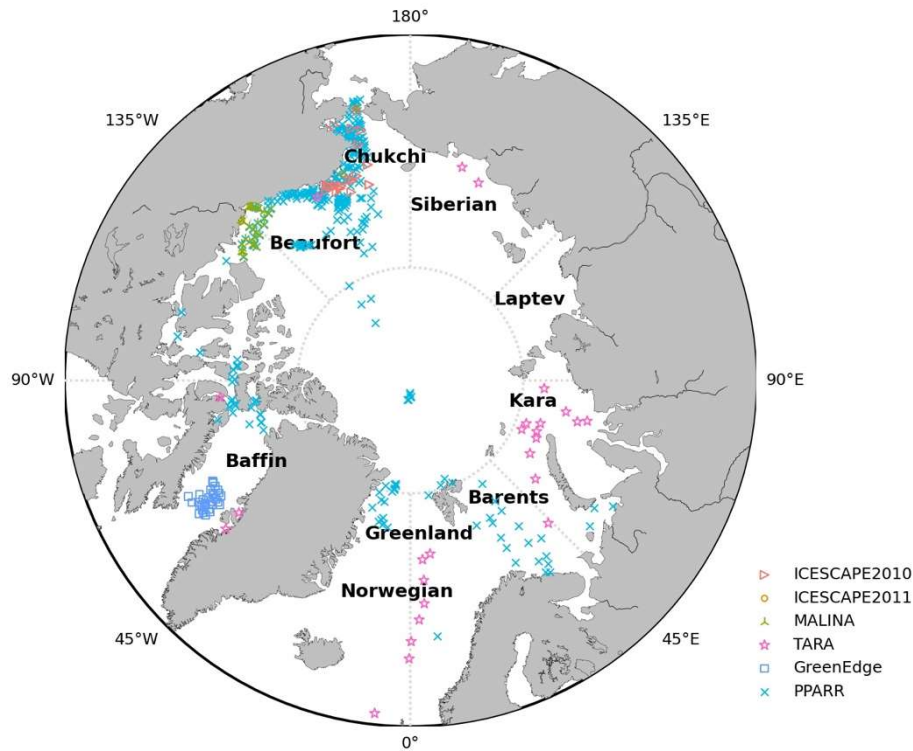 180°
135°W
135°E
Chukchi
Siberian
Beaufort
Laptev
90°W
90°E
Kara
Baffin
Barents
Greenland
Norwegian
ICESCAPE2010
ICESCAPE2011
MALINA
TARA
GreenEdge
PPARR
45°W
45°E
0°